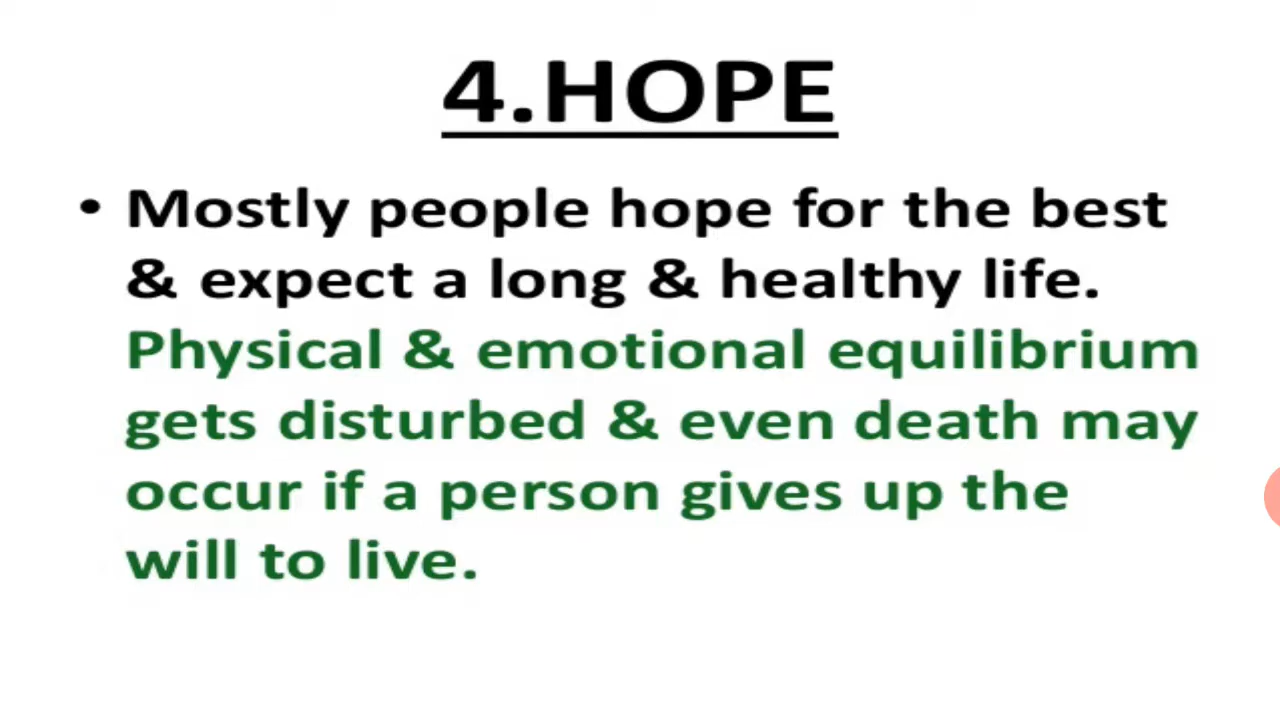 4.HOPE
• Mostly people hope for the best
& expect a long & healthy life.
Physical & emotional equilibrium
gets disturbed & even death may
occur if a person gives up the
will to live.